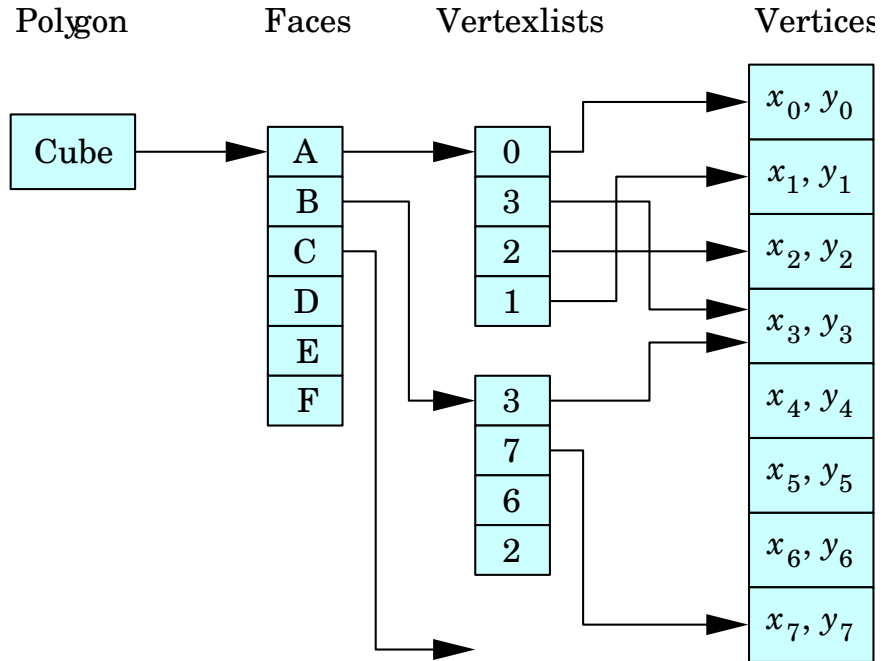 Polygon
Faces
Vertexlists
Vertices
Cube
A
B
C
D
E
F
0
3
2
1
3
7
6
2
x₀, y₀
x₁, y₁
x₂, y₂
x₃, y₃
x₄, y₄
x₅, y₅
x₆, y₆
x₇, y₇